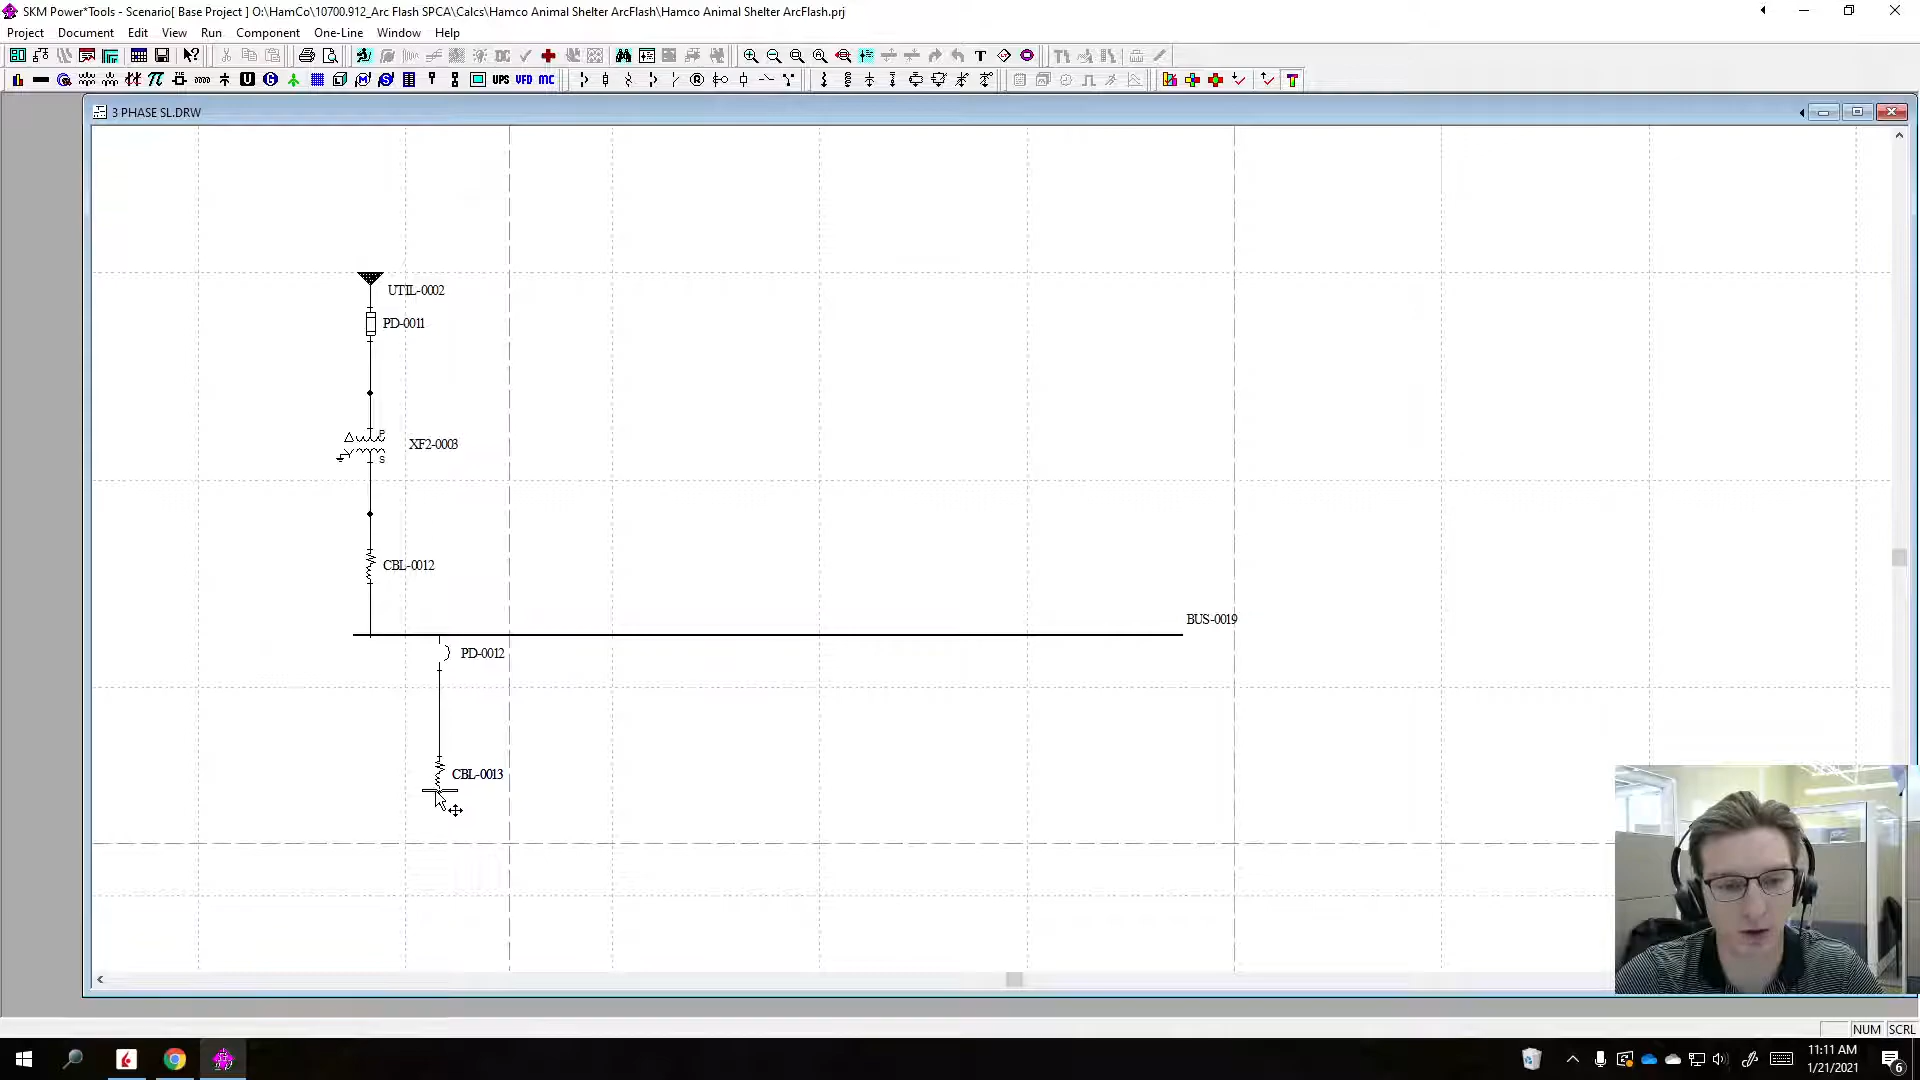 SKM Power*Tools - Scenario[ Base Project ] O:\HamCo\10700.912_Arc Flash SPCA\Calcs\Hamco Animal Shelter ArcFlash\Hamco Animal Shelter ArcFlash.prj
Project Document Edit View Run Component One-Line Window Help
UPS VFD MC
3 PHASE SL.DRW
UTIL-0002
PD-0011
P
XF2-0003
S
CBL-0012
BUS-0019
PD-0012
CBL-0013
NUM SCRL
11:11 AM
1/21/2021
6